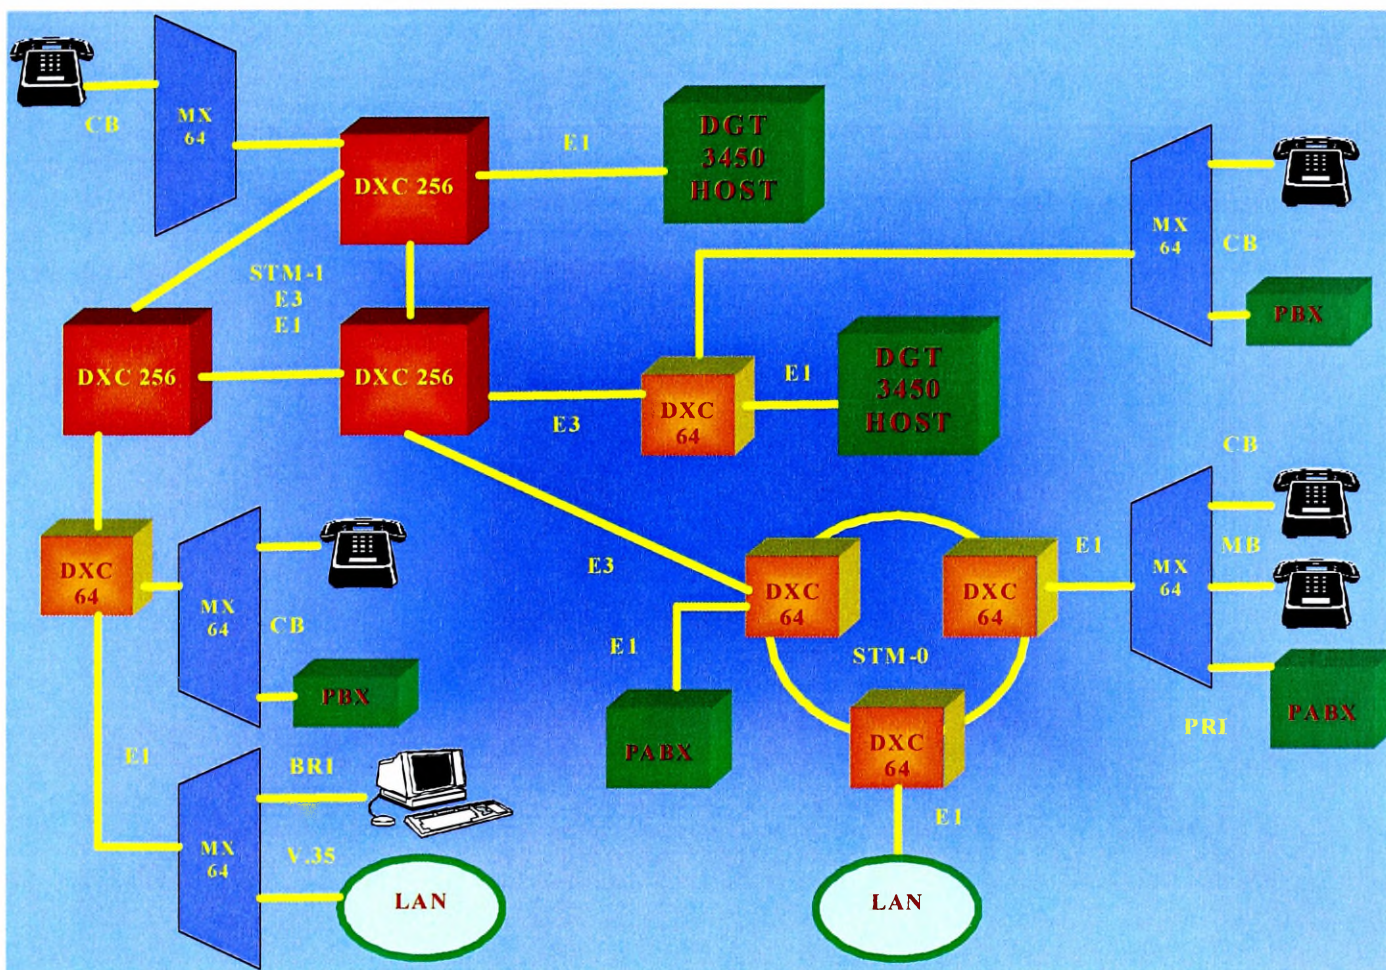 CB
MX
64
DXC 256
E1
DGT
3450
HOST
MX
64
CB
PBX
STM-1
E3
E1
DXC 256
DXC 256
E3
DXC
64
E1
DGT
3450
HOST
CB
MB
E1
MX
64
PRI
PABX
DXC
64
MX
64
CB
PBX
E3
E1
DXC
64
DXC
64
STM-0
PABX
DXC
64
E1
E1
BRI
V.35
MX
64
LAN
LAN